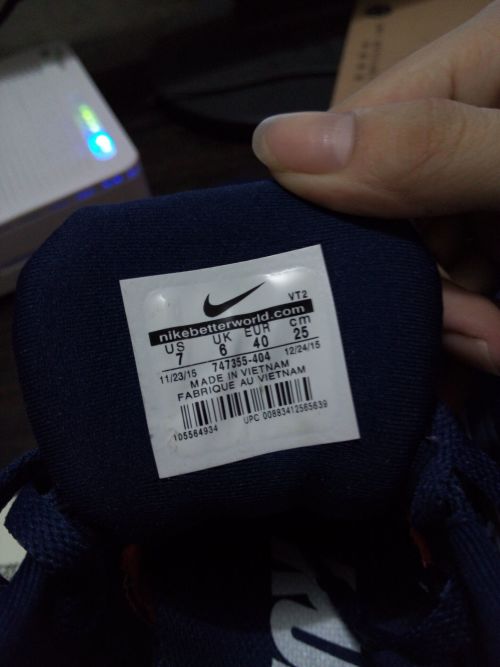 VT2
nikebetterworld.com
US UK EUR cm
7 6 40 25
11/23/15 747355-404 12/24/15
MADE IN VIETNAM
FABRIQUE AU VIETNAM
105564934 UPC 00883412565639